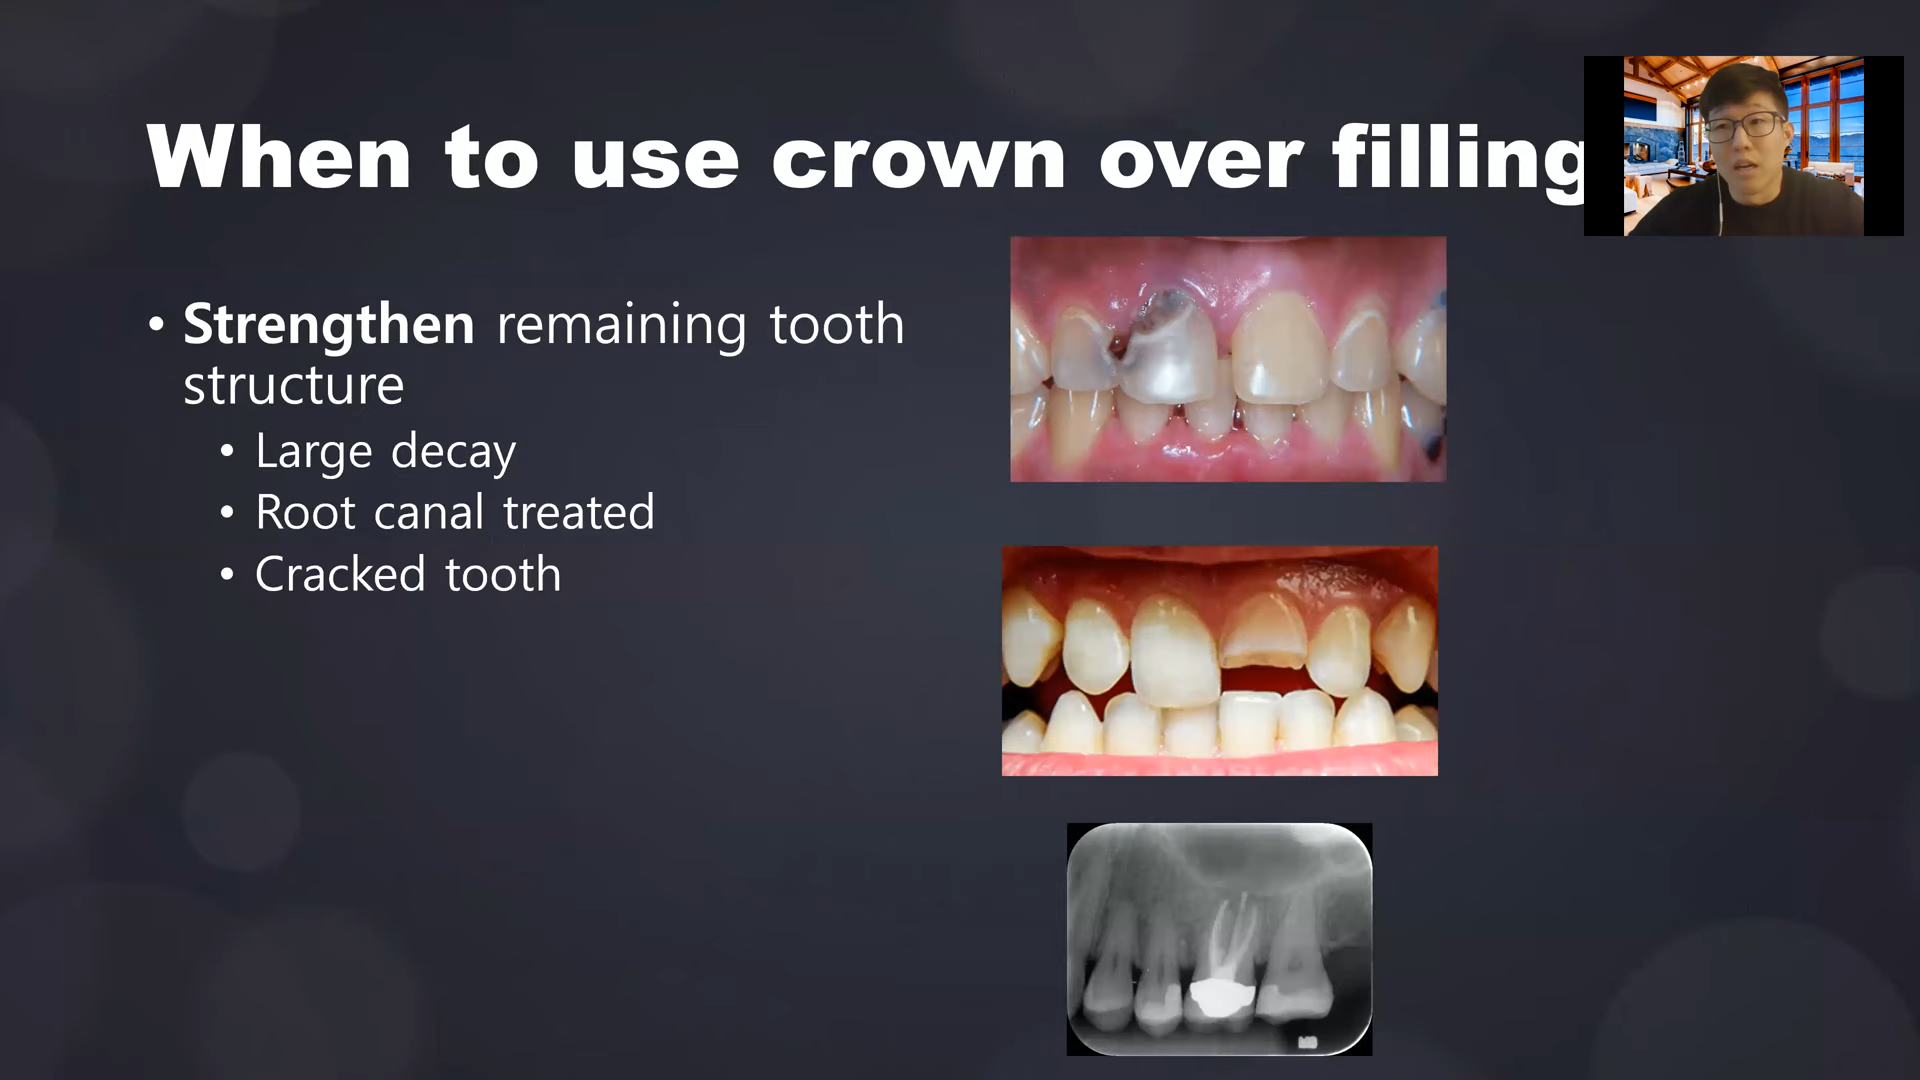 When to use crown over filling
• Strengthen remaining tooth
structure
• Large decay
• Root canal treated
• Cracked tooth